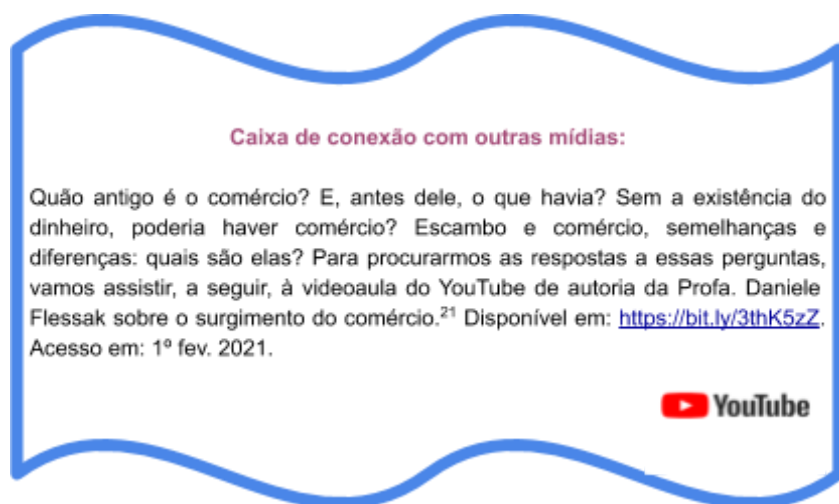 Caixa de conexão com outras mídias:
Quão antigo é o comércio? E, antes dele, o que havia? Sem a existência do
dinheiro, poderia haver comércio? Escambo e comércio, semelhanças e
diferenças: quais são elas? Para procurarmos as respostas a essas perguntas,
vamos assistir, a seguir, à videoaula do YouTube de autoria da Profa. Daniele
Flessak sobre o surgimento do comércio.²¹ Disponível em: https://bit.ly/3thK5zZ.
Acesso em: 1º fev. 2021.
YouTube